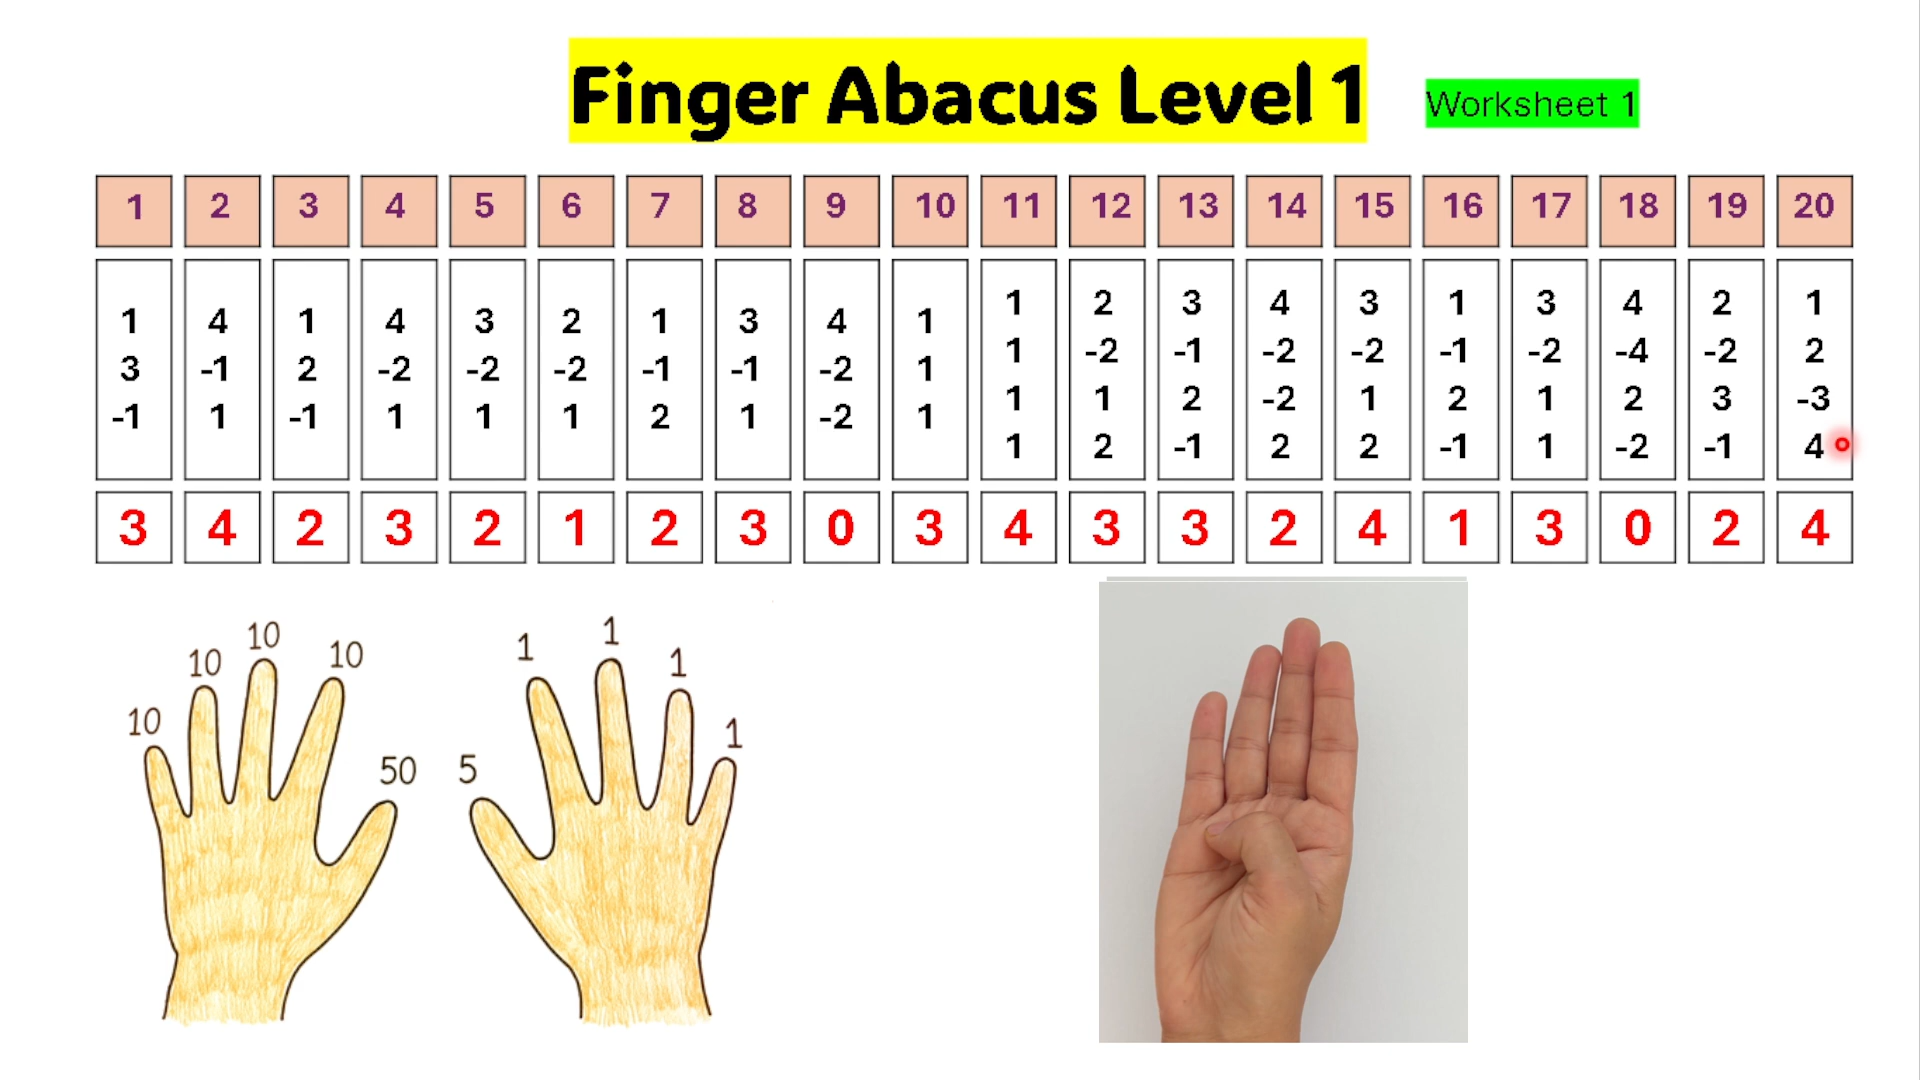 Finger Abacus Level 1
Worksheet 1
1 2 3 4 5 6 7 8 9 10 11 12 13 14 15 16 17 18 19 20
1 3 -1
4 -1 1
1 2 -1
4 -2 1
3 -2 1
2 -2 1
1 -1 2
3 -1 1
4 -2 -2
1 1 1
1 1 1 1
2 -2 1 2
3 -1 2 -1
4 -2 -2 2
3 -2 1 2
1 -1 2 -1
3 -2 1 1
4 -4 2 -2
2 -2 3 -1
1 2 -3 4
3 4 2 3 2 1 2 3 0 3 4 3 3 2 4 1 3 0 2 4
10 10 10 10 50
5 1 1 1 1